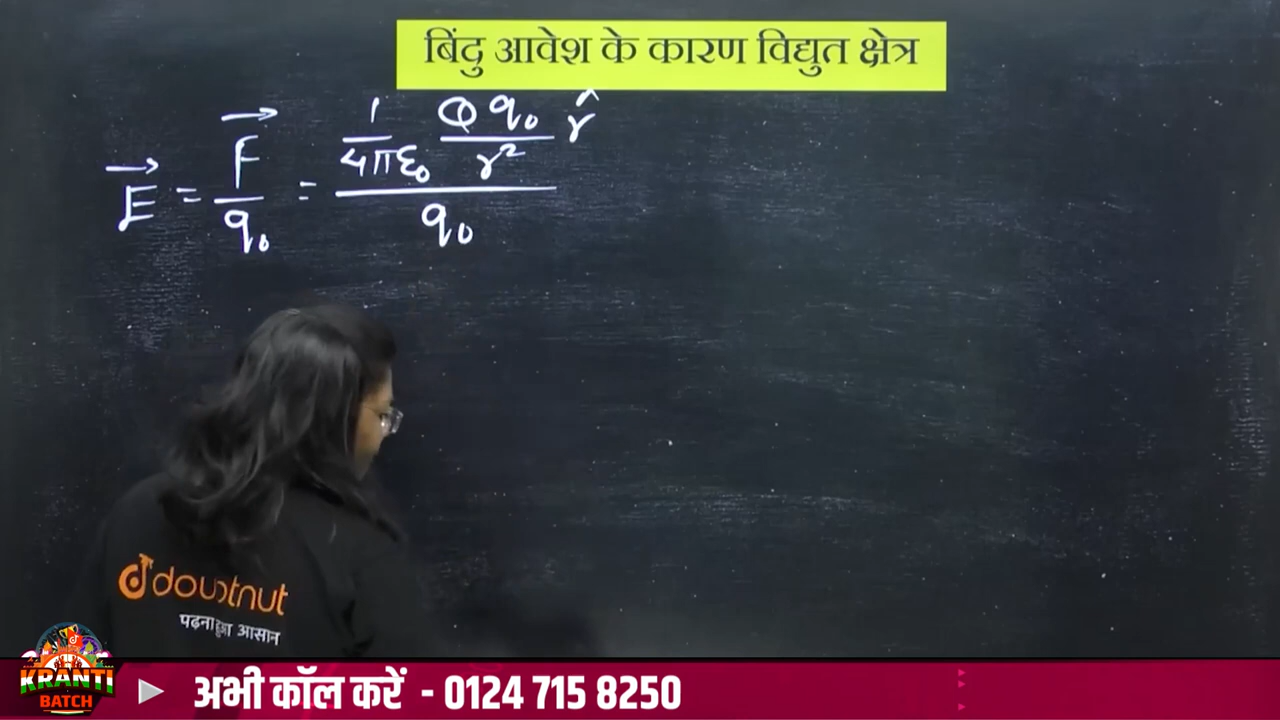 बिंदु आवेश के कारण विद्युत क्षेत्र
E⃗ = F⃗ / q₀ = (1/4πε₀ Qq₀/r² r̂) / q₀
doubtnut
पढ़ना हुआ आसान
KRANTI
BATCH
अभी कॉल करें - 0124 715 8250